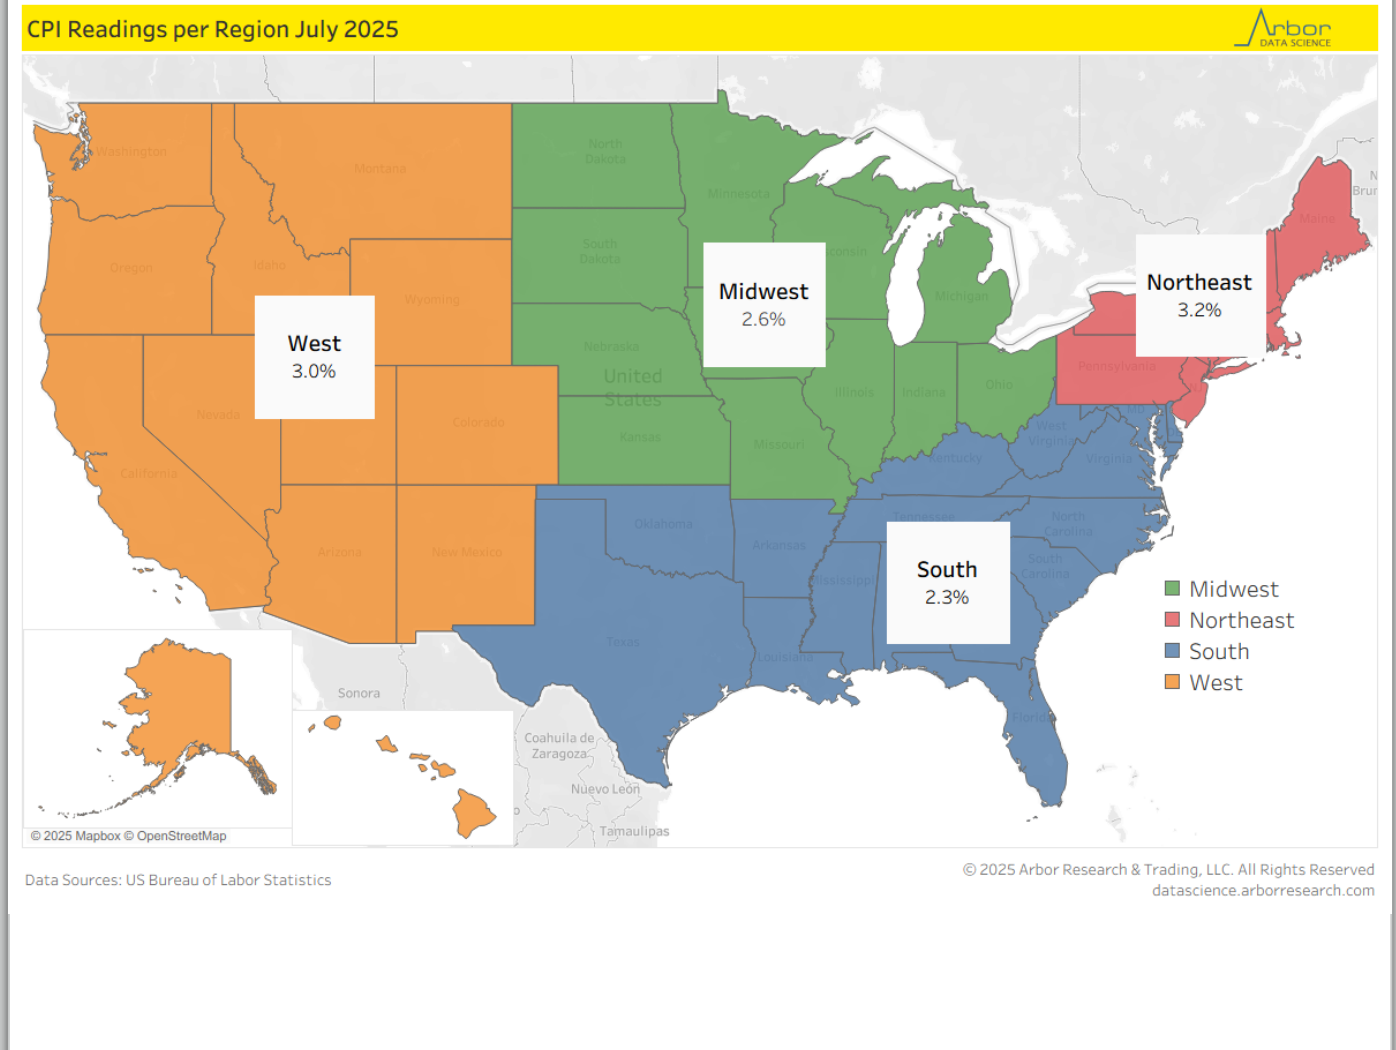 CPI Readings per Region July 2025
Arbor
DATA SCIENCE
Washington
Montana
North
Dakota
Minnesota
Maine
N
Brun
Oregon
Idaho
Wyoming
South
Dakota
consin
Michigan
Midwest
2.6%
Northeast
3.2%
West
3.0%
Nebraska
United
States
Pennsylvania
Nevada
Colorado
Kansas
Missouri
Illinois
Indiana
Ohio
MD
West
Virginia
Virginia
Kentucky
California
Arizona
New Mexico
Oklahoma
Arkansas
Tennessee
North
Carolina
South
Carolina
Mississippi
South
2.3%
Texas
Louisiana
Florida
Midwest
Northeast
South
West
Sonora
Coahuila de
Zaragoza
Nuevo León
Tamaulipas
© 2025 Mapbox © OpenStreetMap
Data Sources: US Bureau of Labor Statistics
© 2025 Arbor Research & Trading, LLC. All Rights Reserved
datascience.arborresearch.com